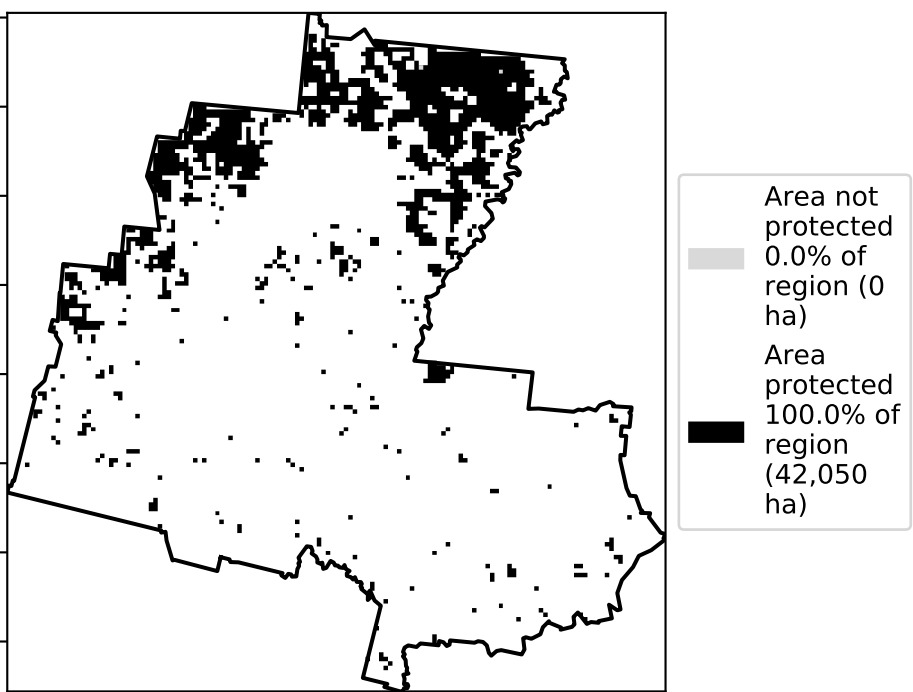 Area not
protected
0.0% of
region (0
ha)
Area
protected
100.0% of
region
(42,050
ha)